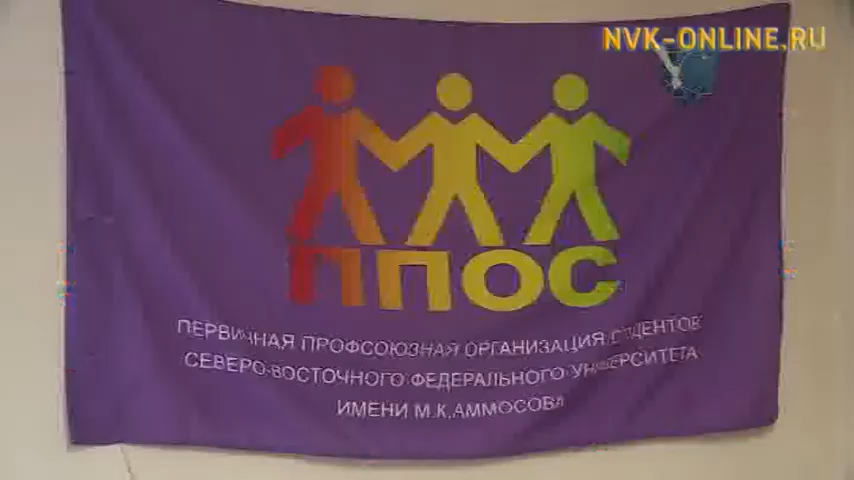 NVK-ONLINE.RU
ППОС
ПЕРВИЧНАЯ ПРОФСОЮЗНАЯ ОРГАНИЗАЦИЯ СТУДЕНТОВ
СЕВЕРО-ВОСТОЧНОГО ФЕДЕРАЛЬНОГО УНИВЕРСИТЕТА
ИМЕНИ М.К.АММОСОВА